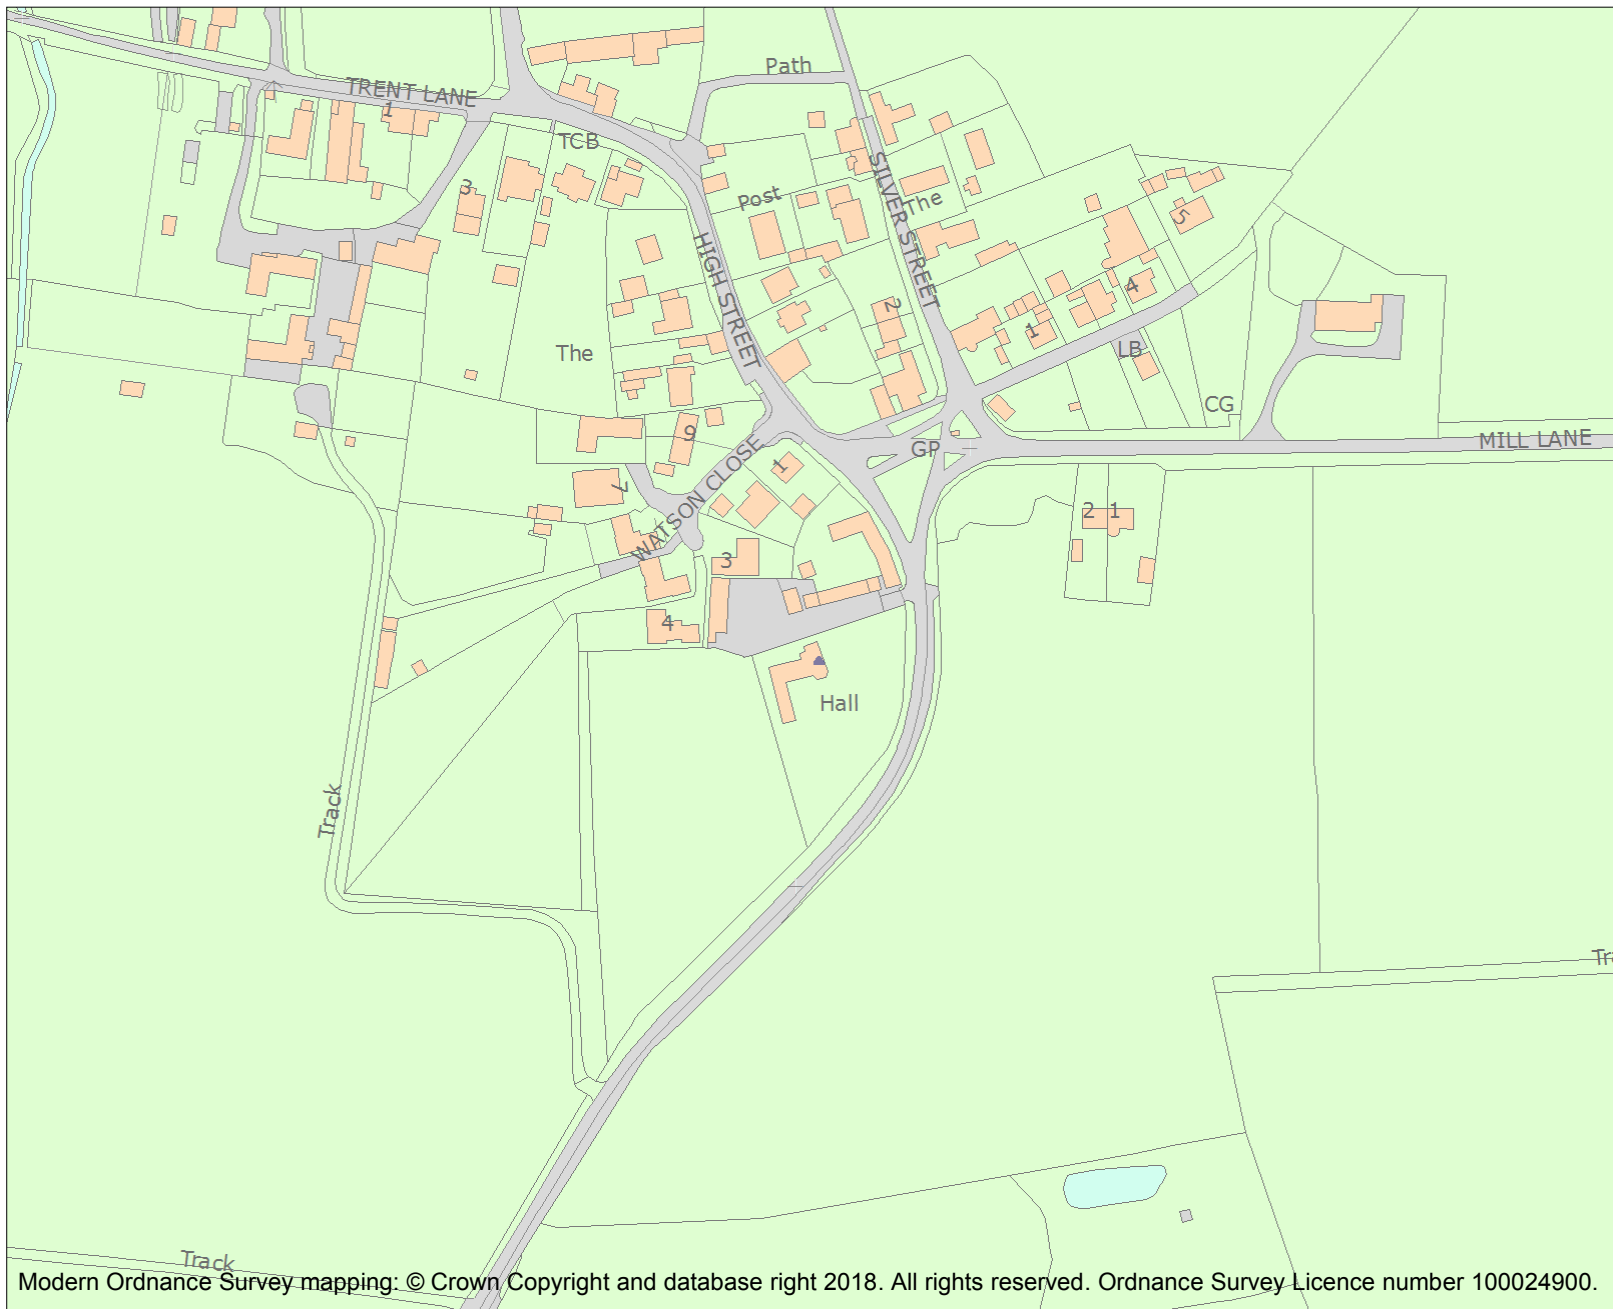 Path
TRENT LANE
1
TCB
3
Post
SILVER STREET
The
5
HIGH STREET
4
2
1
The
LB
CG
6
GP
MILL LANE
1
7
WATSON CLOSE
2 1
3
4
Hall
Track
Track
Modern Ordnance Survey mapping: © Crown Copyright and database right 2018. All rights reserved. Ordnance Survey Licence number 100024900.